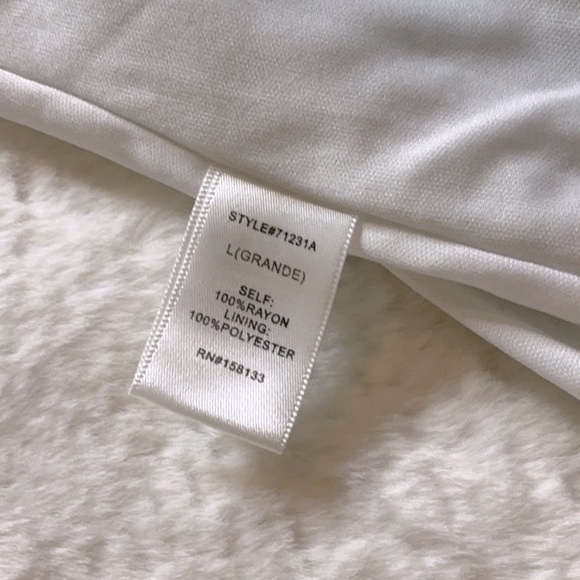 STYLE#71231A
L(GRANDE)
SELF:
100%RAYON
LINING:
100%POLYESTER
RN#158133